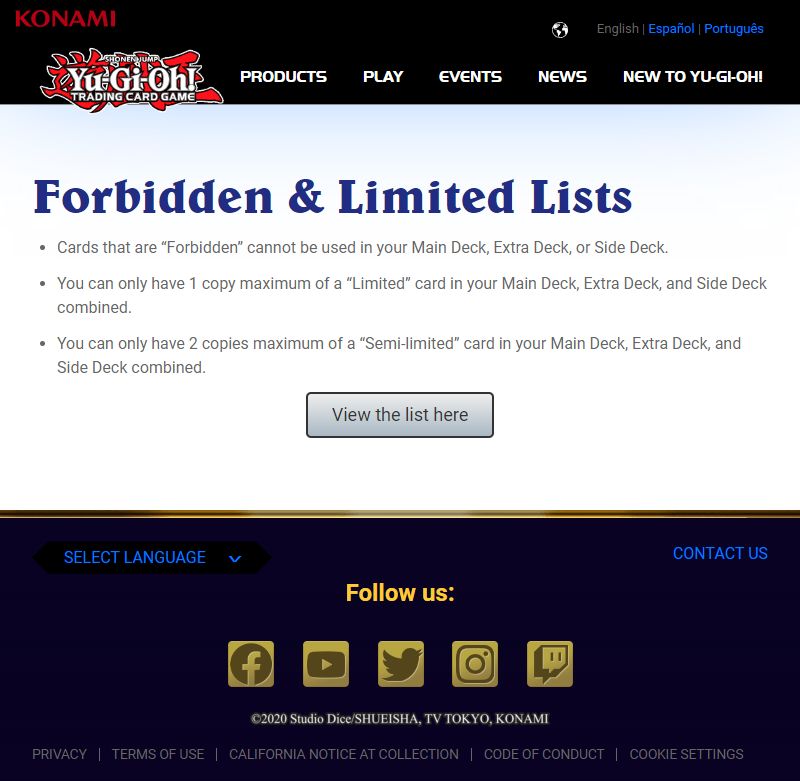 KONAMI
English | Español | Português
SHONEN JUMP
Yu-Gi-Oh!
TRADING CARD GAME
PRODUCTS PLAY EVENTS NEWS NEW TO YU-GI-OH!
Forbidden & Limited Lists
• Cards that are “Forbidden” cannot be used in your Main Deck, Extra Deck, or Side Deck.
• You can only have 1 copy maximum of a “Limited” card in your Main Deck, Extra Deck, and Side Deck
combined.
• You can only have 2 copies maximum of a “Semi-limited” card in your Main Deck, Extra Deck, and
Side Deck combined.
View the list here
SELECT LANGUAGE
CONTACT US
Follow us:
©2020 Studio Dice/SHUEISHA, TV TOKYO, KONAMI
PRIVACY | TERMS OF USE | CALIFORNIA NOTICE AT COLLECTION | CODE OF CONDUCT | COOKIE SETTINGS